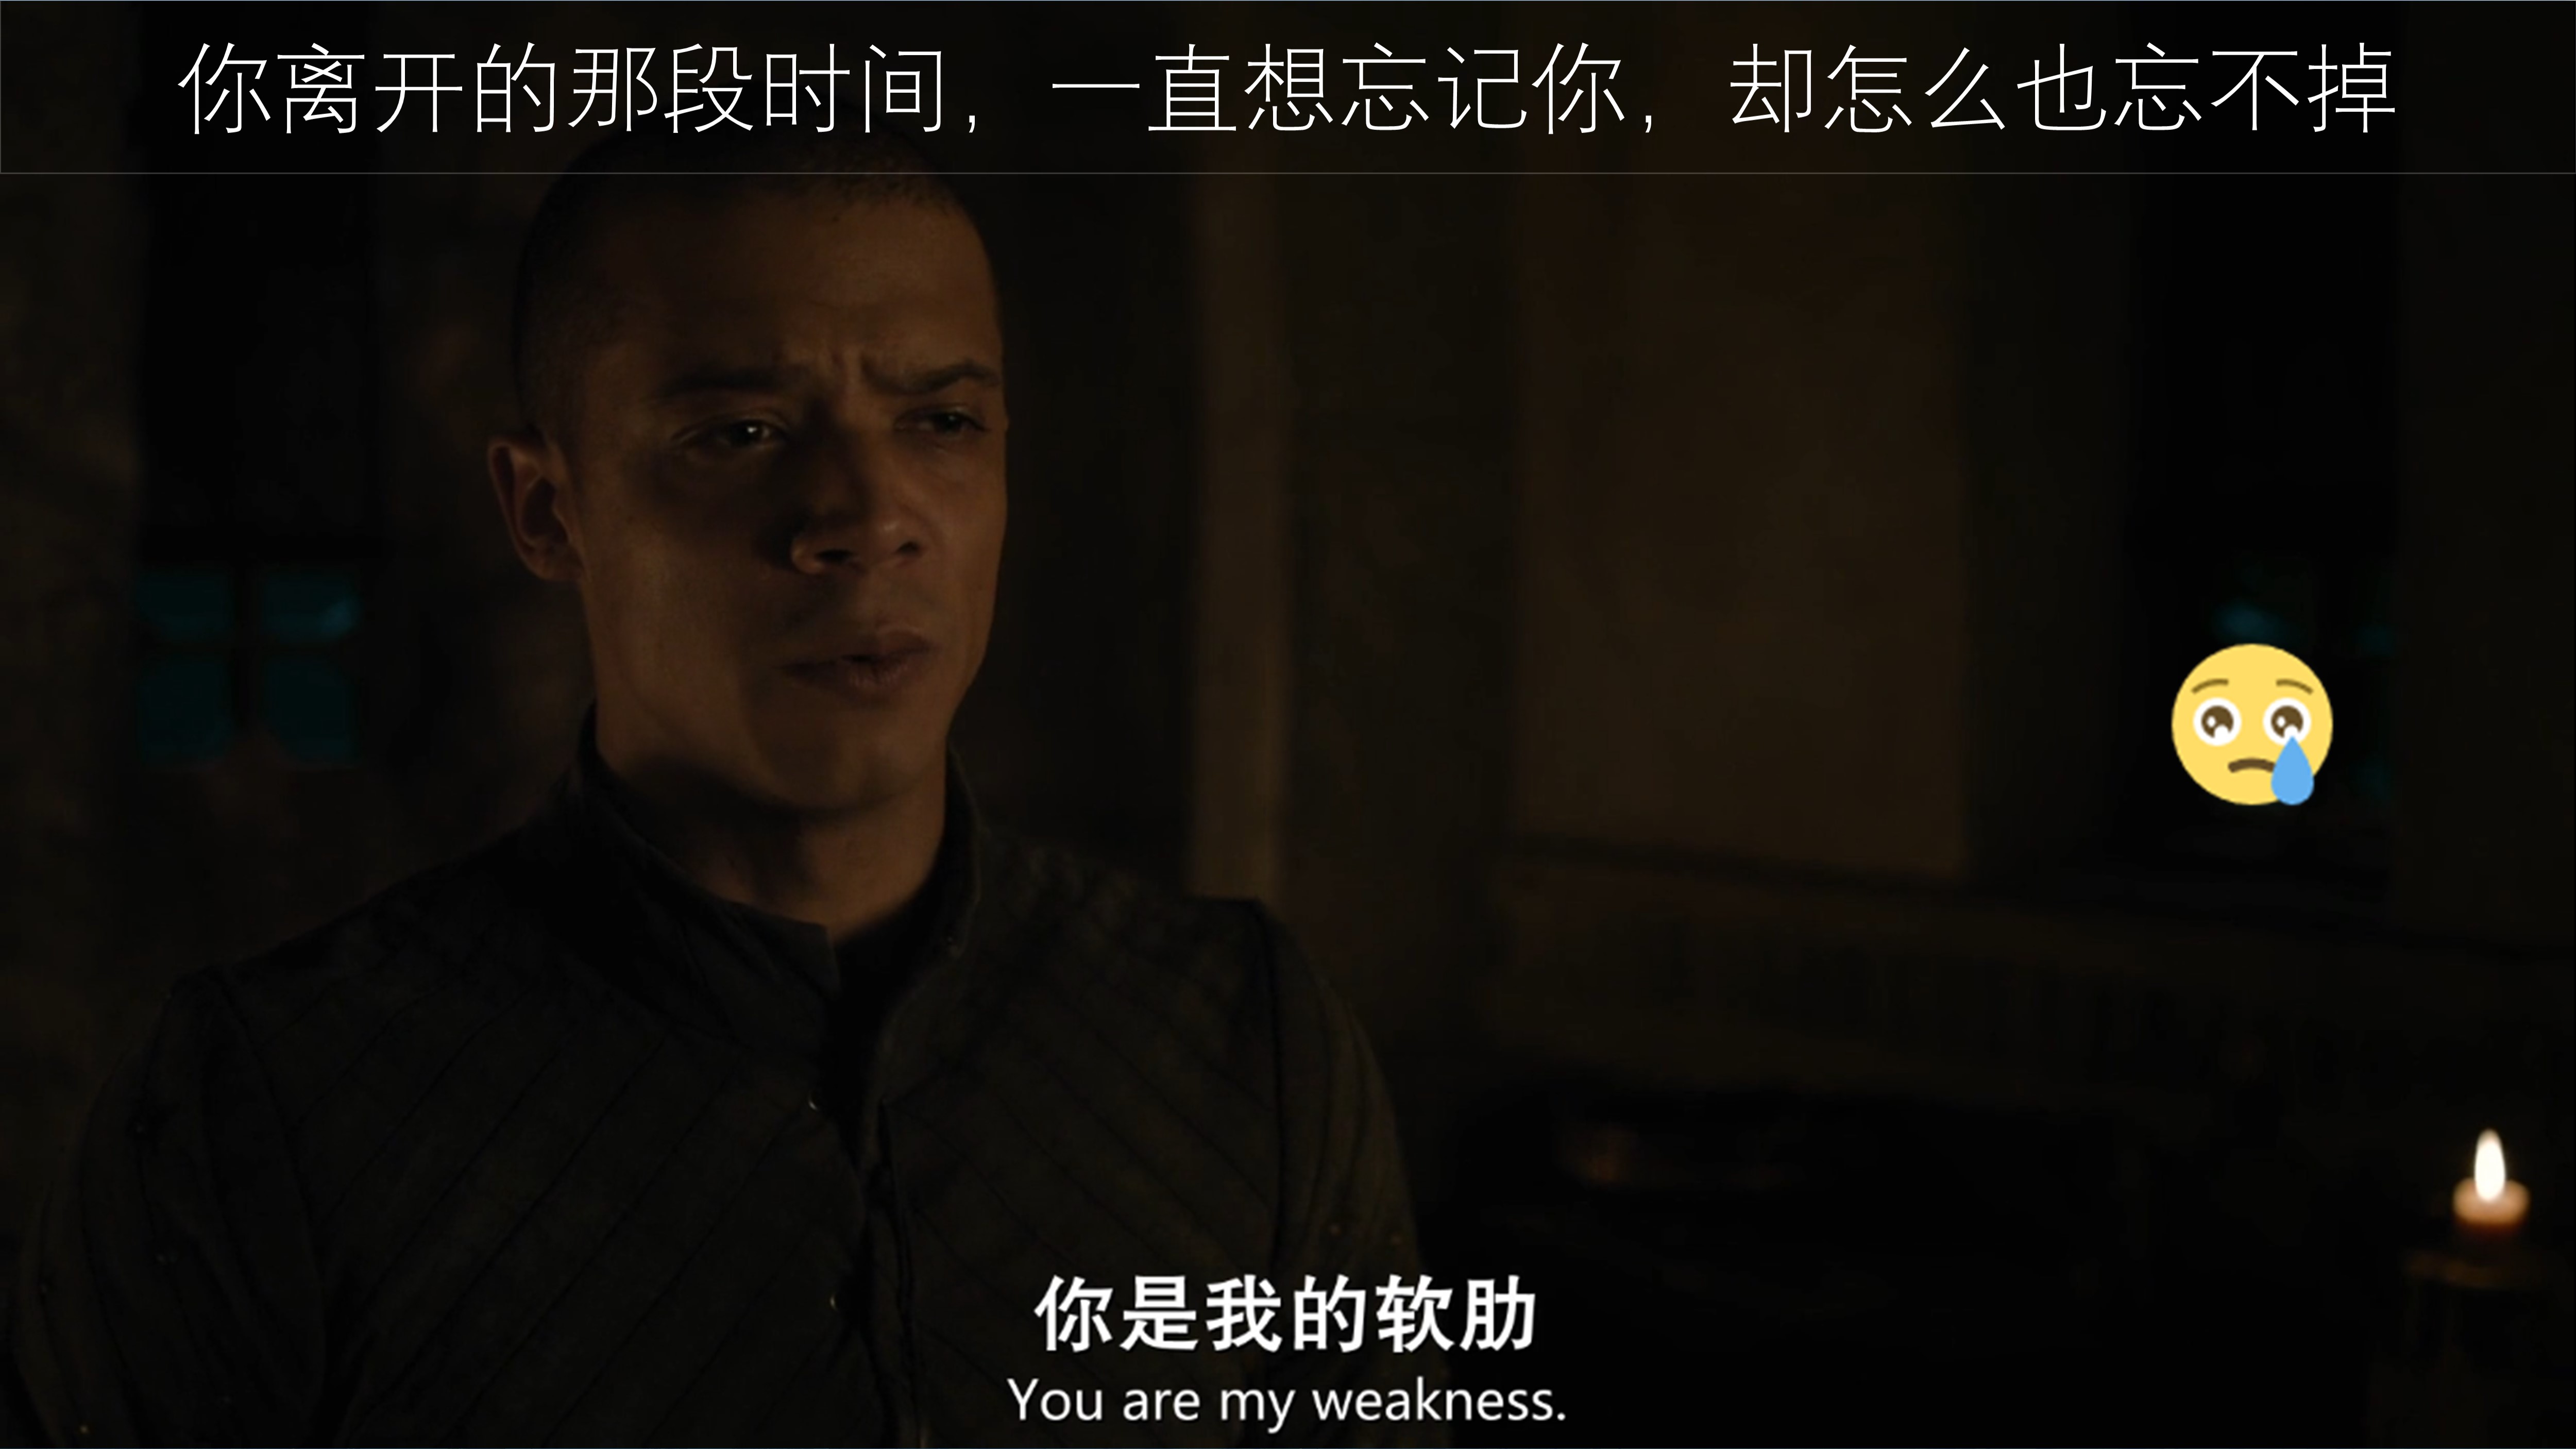 你离开的那段时间，一直想忘记你，却怎么也忘不掉
你是我的软肋
You are my weakness.